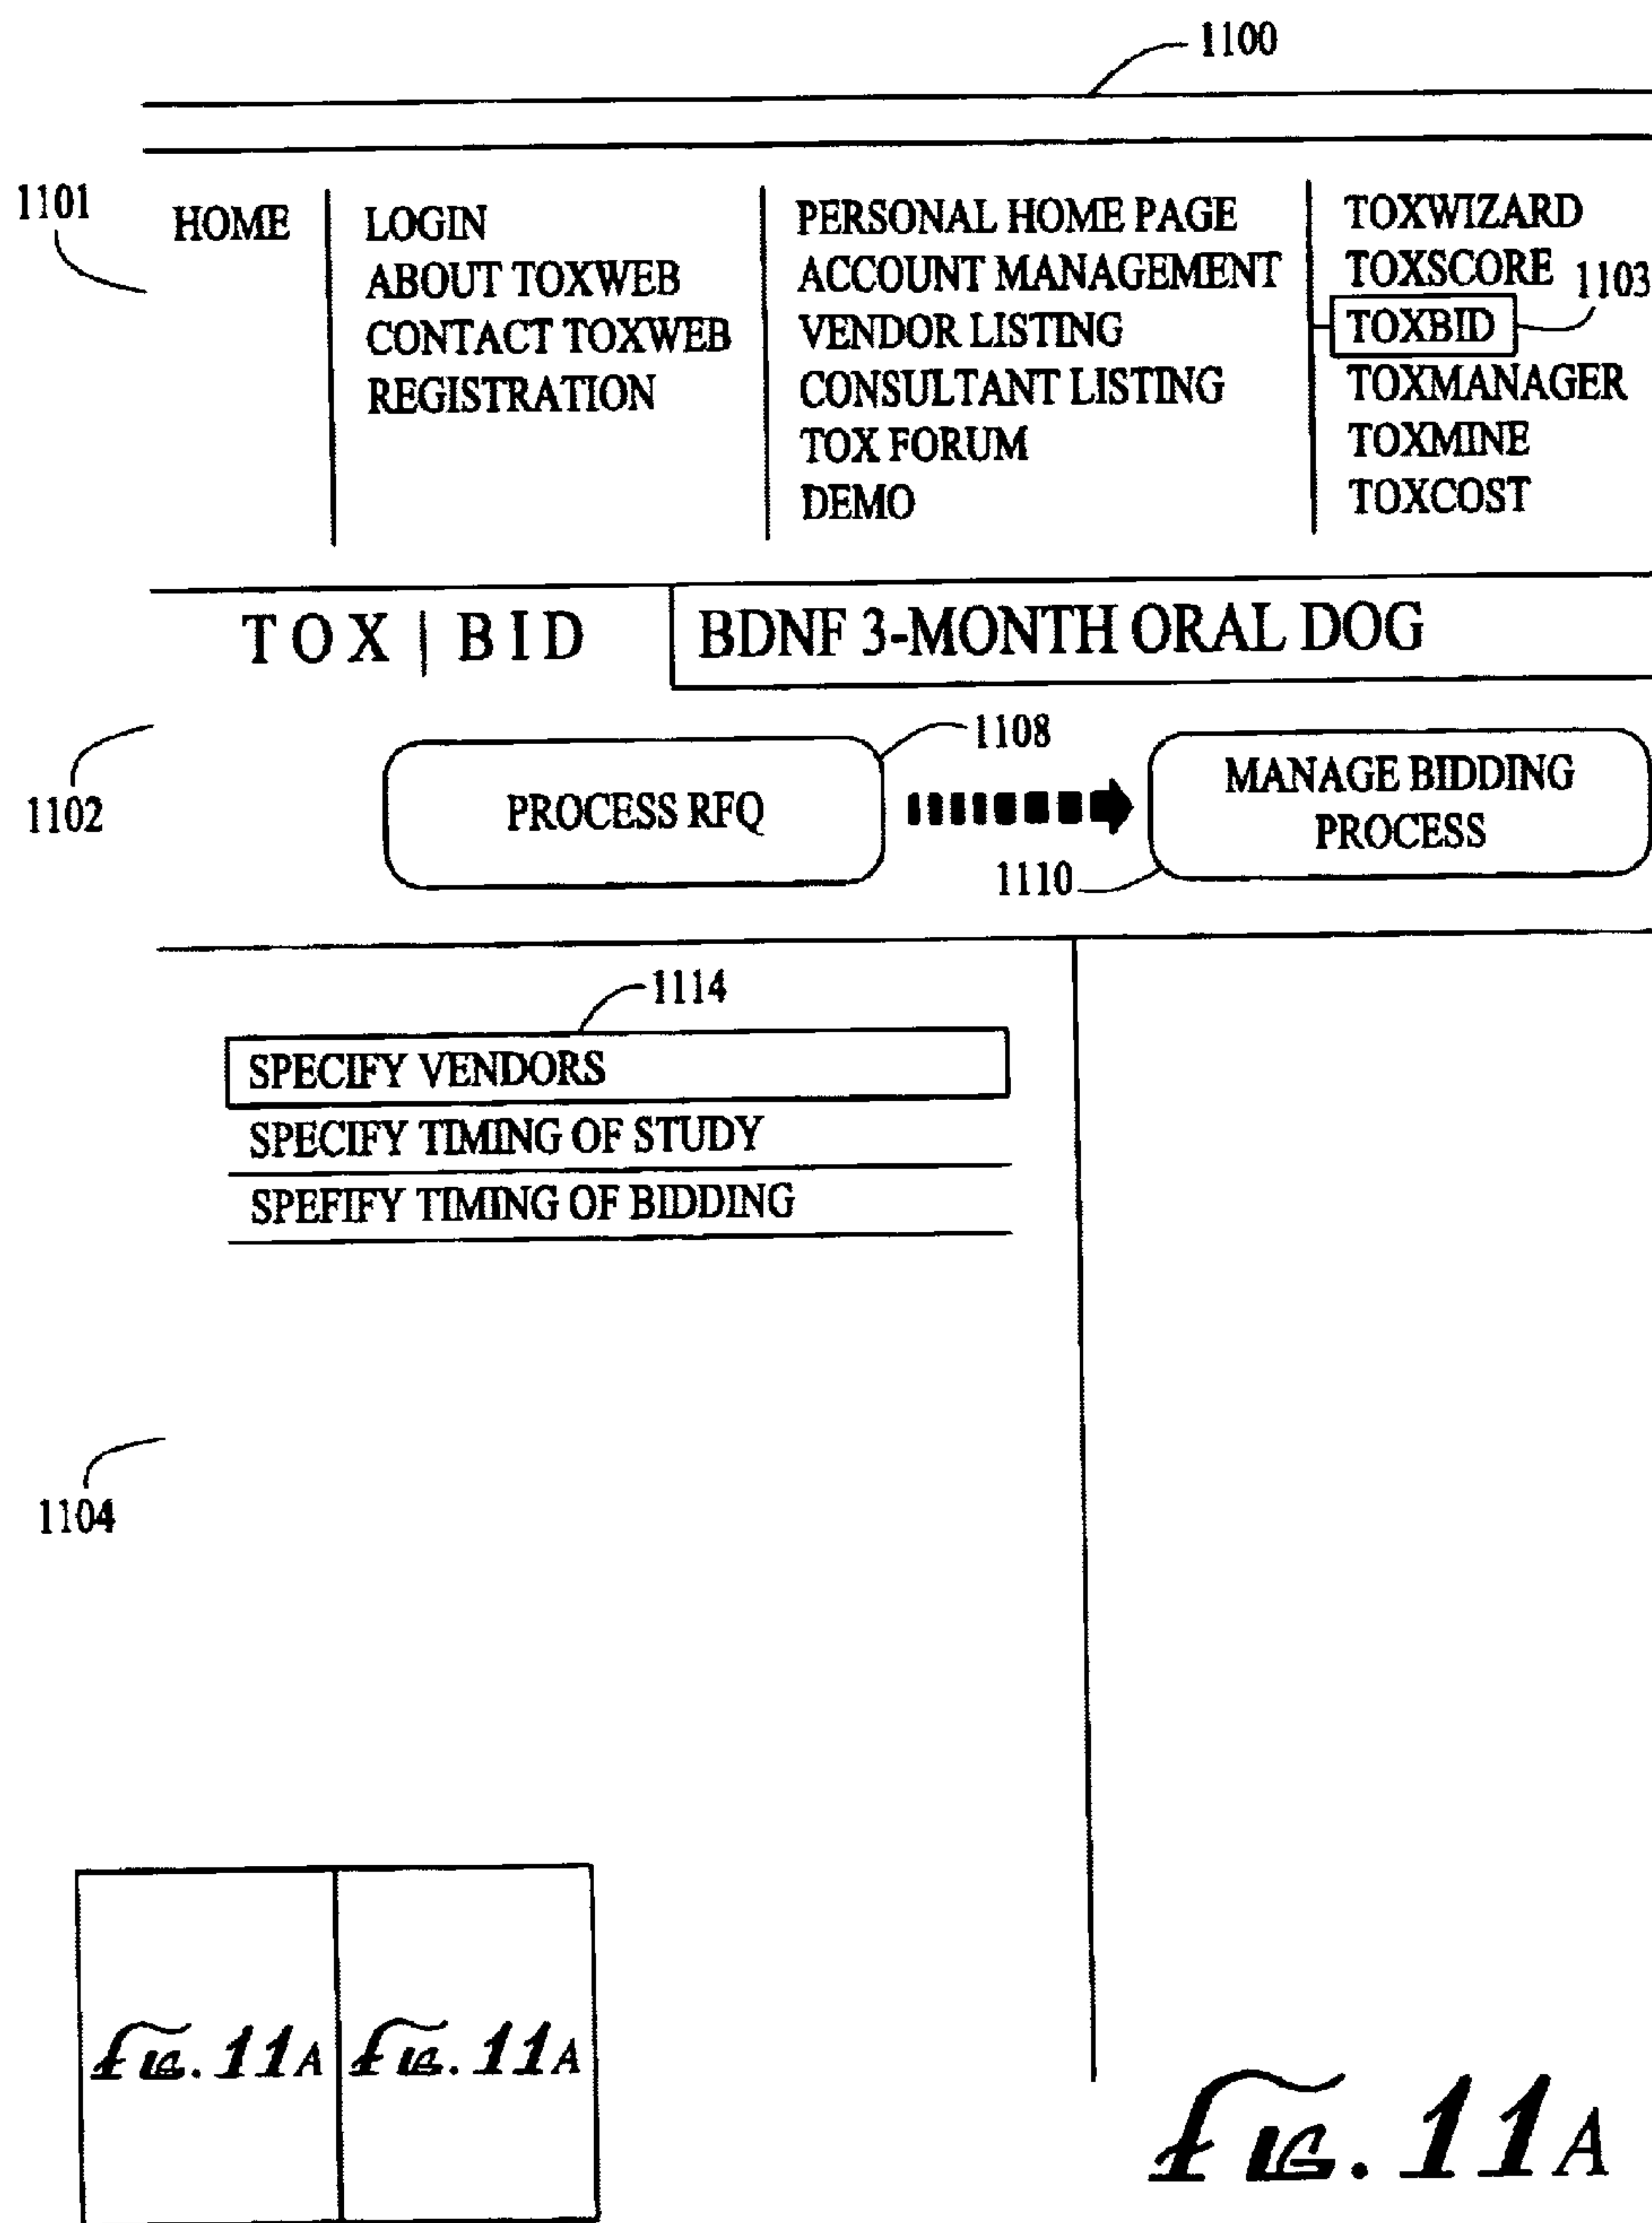 1100
1101
HOME
LOGIN
ABOUT TOXWEB
CONTACT TOXWEB
REGISTRATION
PERSONAL HOME PAGE
ACCOUNT MANAGEMENT
VENDOR LISTING
CONSULTANT LISTING
TOX FORUM
DEMO
TOXWIZARD
TOXSCORE
1103
TOXBID
TOXMANAGER
TOXMINE
TOXCOST
TOX | BID
BDNF 3-MONTH ORAL DOG
1102
PROCESS RFQ
1108
MANAGE BIDDING
PROCESS
1110
1114
SPECIFY VENDORS
SPECIFY TIMING OF STUDY
SPEFIFY TIMING OF BIDDING
1104
FIG. 11A
FIG. 11A
FIG. 11A